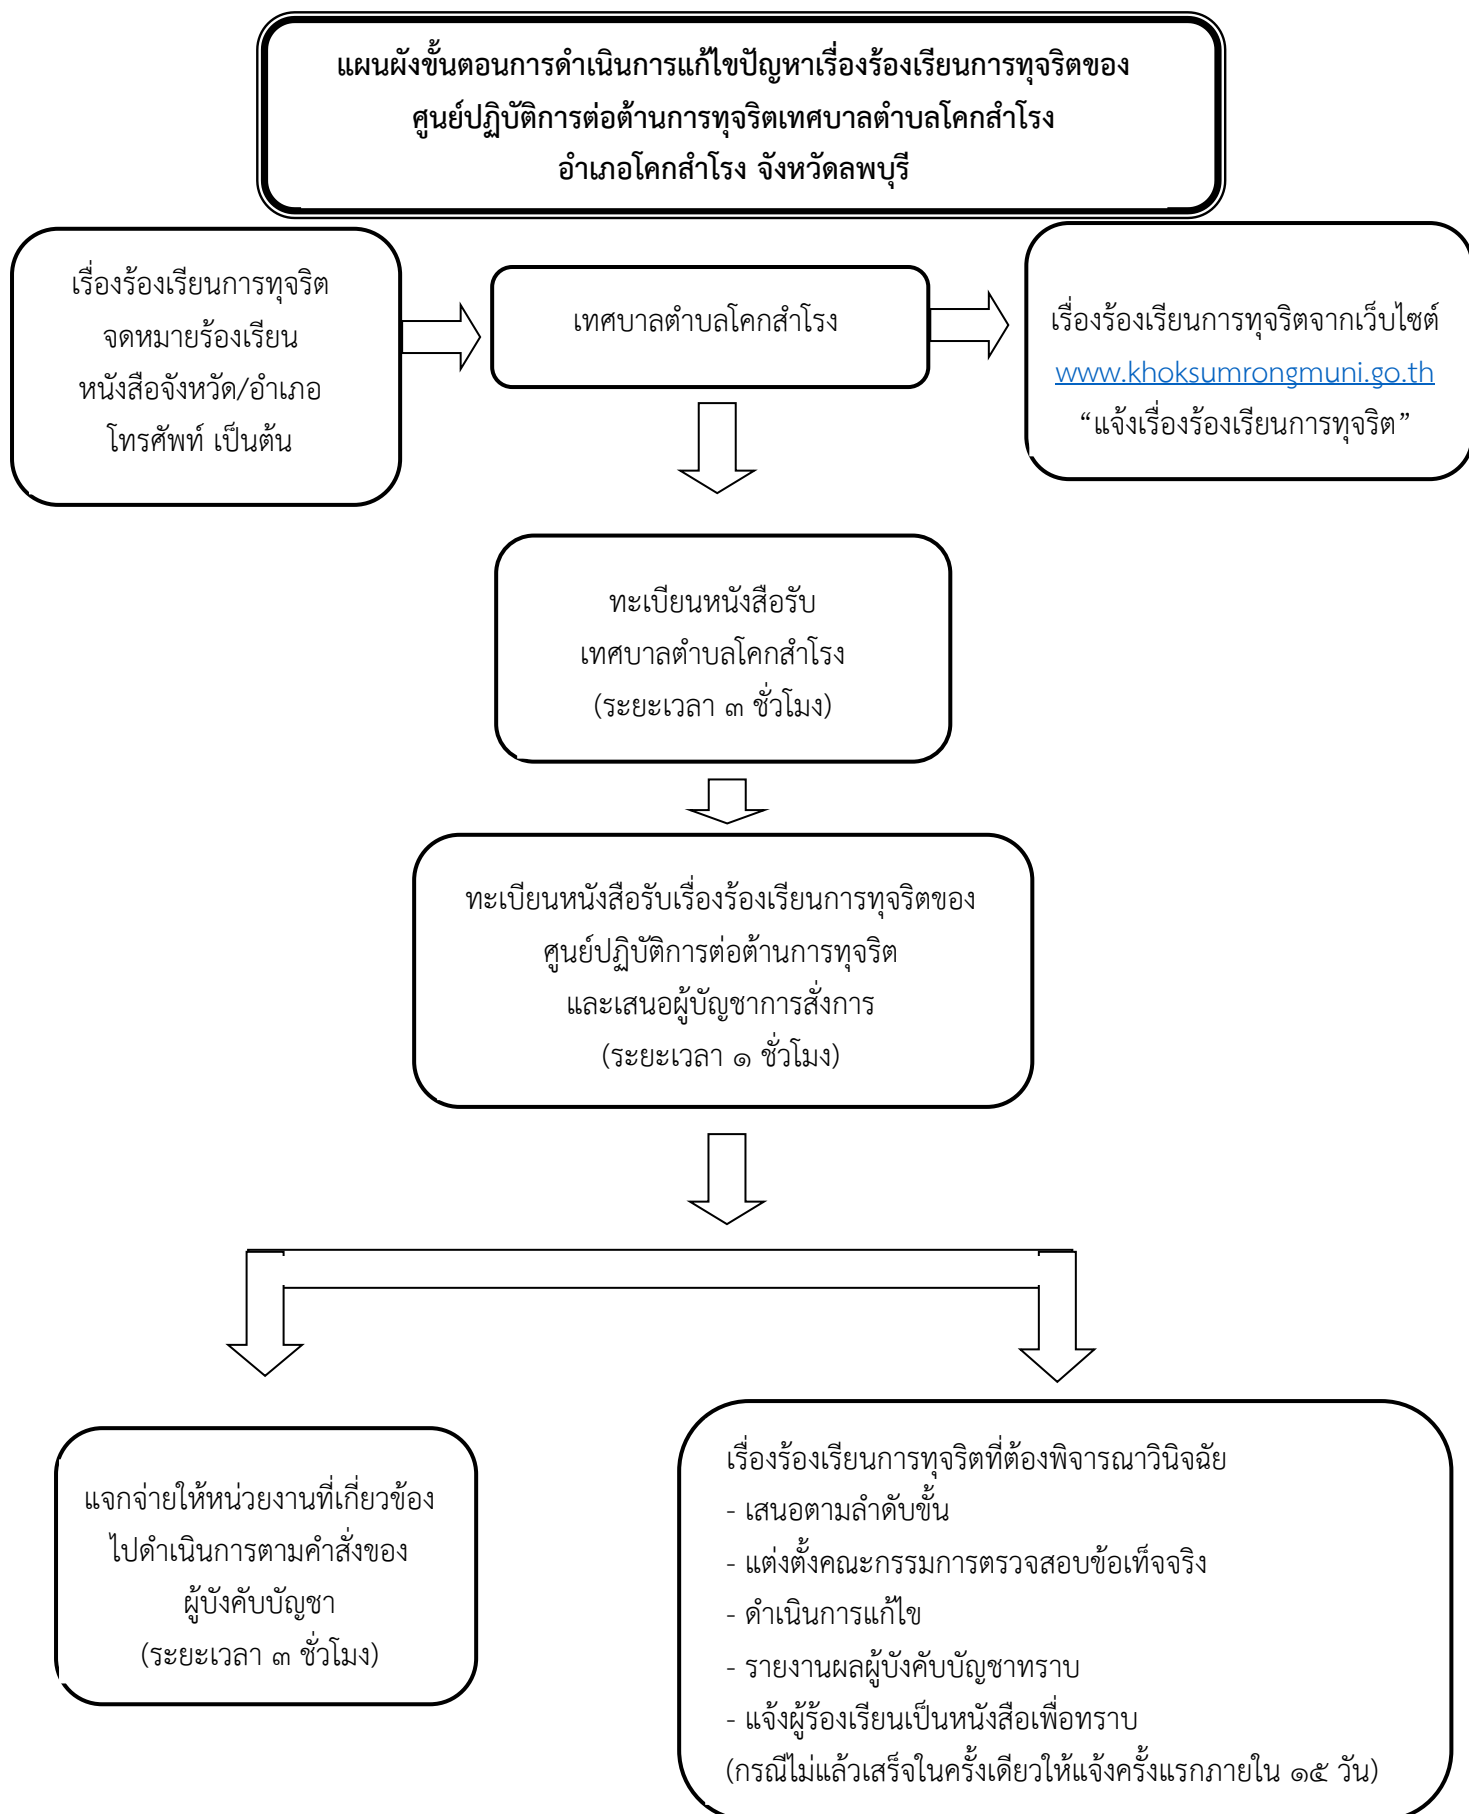 แผนผังขั้นตอนการดำเนินการแก้ไขปัญหาเรื่องร้องเรียนการทุจริตของ
ศูนย์ปฏิบัติการต่อต้านการทุจริตเทศบาลตำบลโคกสำโรง
อำเภอโคกสำโรง จังหวัดลพบุรี
เรื่องร้องเรียนการทุจริต
จดหมายร้องเรียน
หนังสือจังหวัด/อำเภอ
โทรศัพท์ เป็นต้น
เทศบาลตำบลโคกสำโรง
เรื่องร้องเรียนการทุจริตจากเว็บไซต์
www.khoksumrongmuni.go.th
“แจ้งเรื่องร้องเรียนการทุจริต”
ทะเบียนหนังสือรับ
เทศบาลตำบลโคกสำโรง
(ระยะเวลา ๓ ชั่วโมง)
ทะเบียนหนังสือรับเรื่องร้องเรียนการทุจริตของ
ศูนย์ปฏิบัติการต่อต้านการทุจริต
และเสนอผู้บัญชาการสั่งการ
(ระยะเวลา ๑ ชั่วโมง)
แจกจ่ายให้หน่วยงานที่เกี่ยวข้อง
ไปดำเนินการตามคำสั่งของ
ผู้บังคับบัญชา
(ระยะเวลา ๓ ชั่วโมง)
เรื่องร้องเรียนการทุจริตที่ต้องพิจารณาวินิจฉัย
- เสนอตามลำดับขั้น
- แต่งตั้งคณะกรรมการตรวจสอบข้อเท็จจริง
- ดำเนินการแก้ไข
- รายงานผลผู้บังคับบัญชาทราบ
- แจ้งผู้ร้องเรียนเป็นหนังสือเพื่อทราบ
(กรณีไม่แล้วเสร็จในครั้งเดียวให้แจ้งครั้งแรกภายใน ๑๕ วัน)